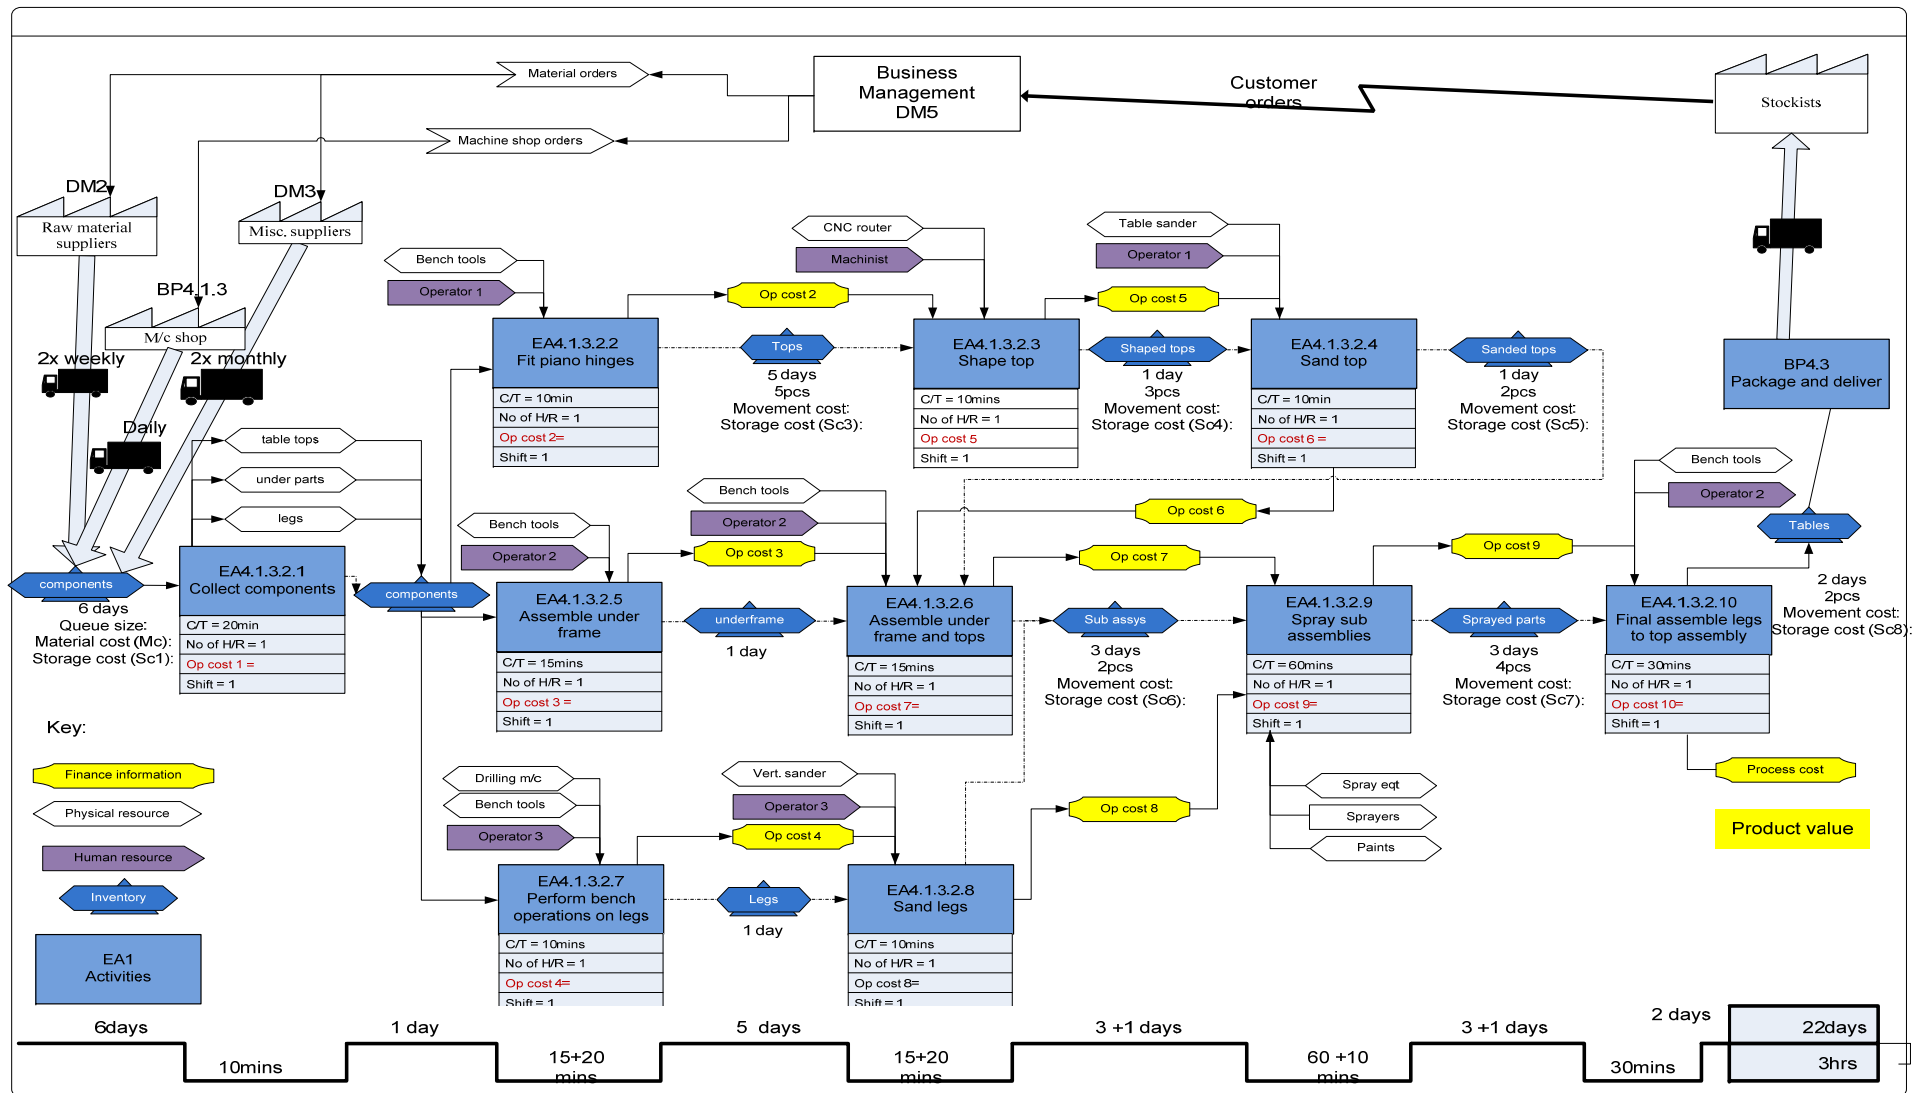 Material orders
Business
Management
DM5
Customer
orders
Stockists
Machine shop orders
DM2
DM3
Raw material
suppliers
Misc. suppliers
BP4.1.3
M/c shop
2x weekly
2x monthly
Daily
Bench tools
Operator 1
CNC router
Machinist
Table sander
Operator 1
Op cost 2
Op cost 5
EA4.1.3.2.2
Fit piano hinges
C/T = 10min
No of H/R = 1
Op cost 2=
Shift = 1
Tops
5 days
5pcs
Movement cost:
Storage cost (Sc3):
EA4.1.3.2.3
Shape top
C/T = 10mins
No of H/R = 1
Op cost 5
Shift = 1
Shaped tops
1 day
3pcs
Movement cost:
Storage cost (So4):
EA4.1.3.2.4
Sand top
C/T = 10min
No of H/R = 1
Op cost 6 =
Shift = 1
Sanded tops
1 day
2pcs
Movement cost:
Storage cost (Sc5):
BP4.3
Package and deliver
table tops
under parts
legs
Bench tools
Operator 2
Bench tools
Operator 2
Op cost 3
Op cost 6
Op cost 7
Op cost 9
Bench tools
Operator 2
Tables
2 days
2pcs
Movement cost:
Storage cost (Sc8):
components
6 days
Queue size:
Material cost (Mc):
Storage cost (Sc1):
EA4.1.3.2.1
Collect components
C/T = 20min
No of H/R = 1
Op cost 1 =
Shift = 1
components
EA4.1.3.2.5
Assemble under
frame
C/T = 15mins
No of H/R = 1
Op cost 3 =
Shift = 1
underframe
1 day
EA4.1.3.2.6
Assemble under
frame and tops
C/T = 15mins
No of H/R = 1
Op cost 7=
Shift = 1
Sub assys
3 days
2pcs
Movement cost:
Storage cost (Sc6):
EA4.1.3.2.9
Spray sub
assemblies
C/T = 60mins
No of H/R = 1
Op cost 9=
Shift = 1
Sprayed parts
3 days
4pcs
Movement cost:
Storage cost (Sc7):
EA4.1.3.2.10
Final assemble legs
to top assembly
C/T = 30mins
No of H/R = 1
Op cost 10=
Shift = 1
Key:
Finance information
Physical resource
Human resource
Inventory
EA1
Activities
Drilling m/c
Bench tools
Operator 3
Vert. sander
Operator 3
Op cost 4
Op cost 8
Spray eqt
Sprayers
Paints
Process cost
Product value
EA4.1.3.2.7
Perform bench
operations on legs
C/T = 10mins
No of H/R = 1
Op cost 4=
Shift = 1
Legs
1 day
EA4.1.3.2.8
Sand legs
C/T = 10mins
No of H/R = 1
Op cost 8=
Shift = 1
6days
10mins
1 day
15+20
mins
5 days
15+20
mins
3 +1 days
60 +10
mins
3 +1 days
30mins
2 days
22days
3hrs